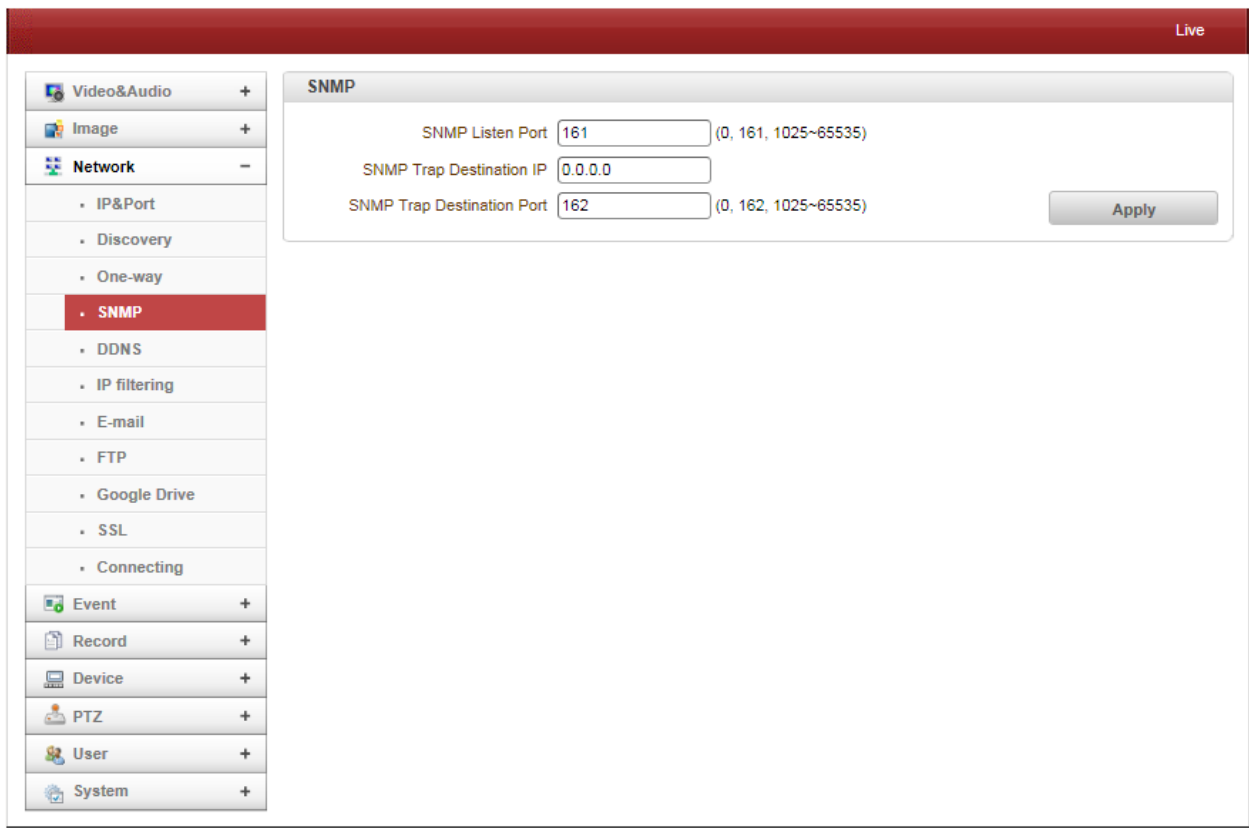 Live
Video&Audio +
Image +
Network −
▪ IP&Port
▪ Discovery
▪ One-way
▪ SNMP
▪ DDNS
▪ IP filtering
▪ E-mail
▪ FTP
▪ Google Drive
▪ SSL
▪ Connecting
Event +
Record +
Device +
PTZ +
User +
System +
SNMP
SNMP Listen Port 161 (0, 161, 1025~65535)
SNMP Trap Destination IP 0.0.0.0
SNMP Trap Destination Port 162 (0, 162, 1025~65535)
Apply